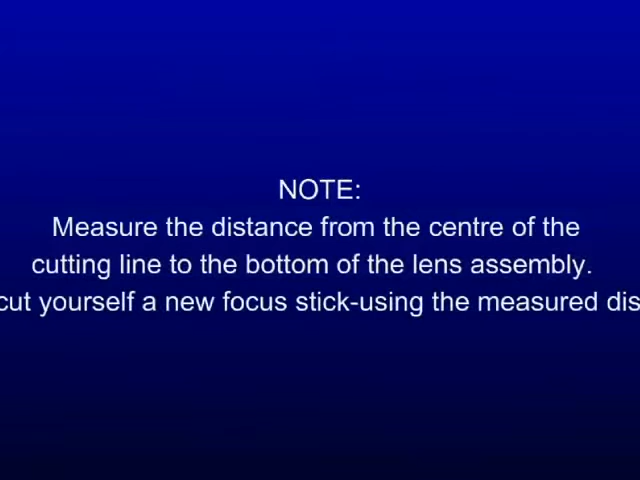 NOTE:
Measure the distance from the centre of the
cutting line to the bottom of the lens assembly.
cut yourself a new focus stick-using the measured dis